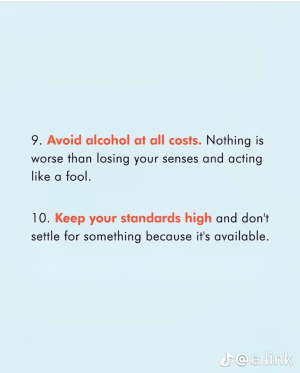 9. Avoid alcohol at all costs. Nothing is
worse than losing your senses and acting
like a fool.
10. Keep your standards high and don't
settle for something because it's available.